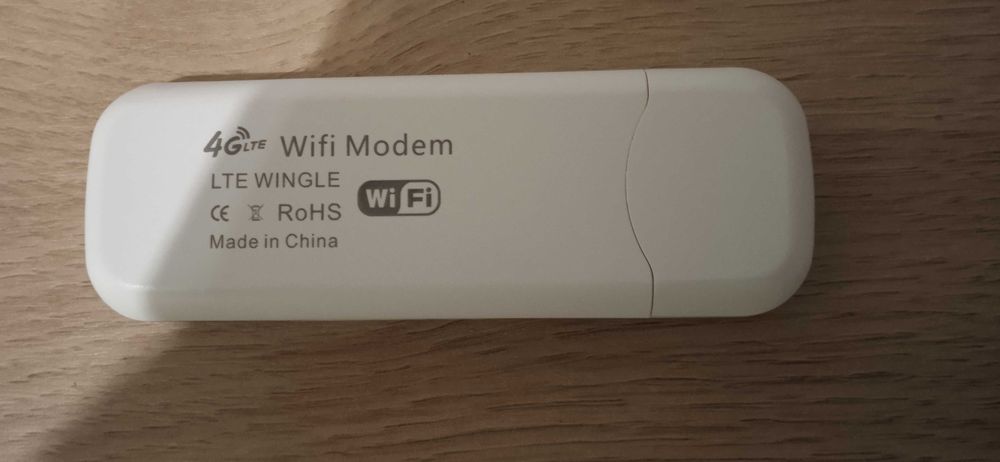 4G LTE Wifi Modem
LTE WINGLE
CE RoHS
WiFi
Made in China